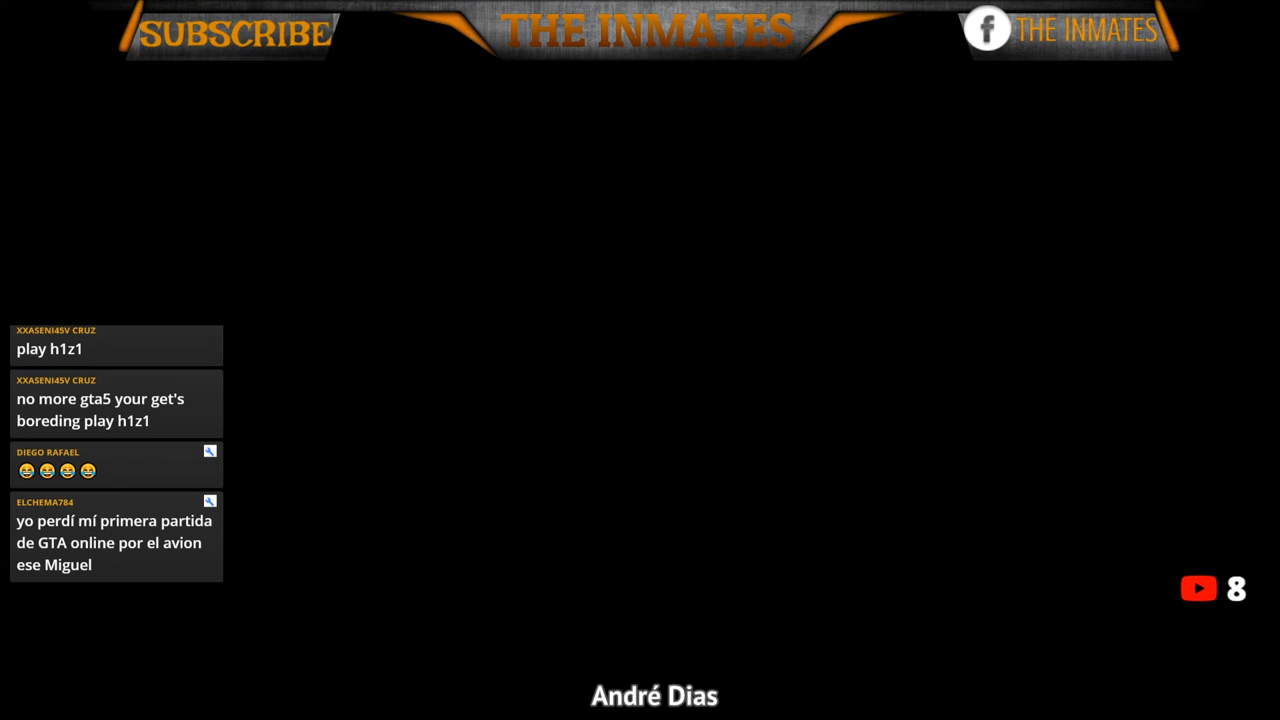 SUBSCRIBE
THE INMATES
THE INMATES
XXASENI45V CRUZ
play h1z1
XXASENI45V CRUZ
no more gta5 your get's
boreding play h1z1
DIEGO RAFAEL
😂 😂 😂 😂
ELCHEMA784
yo perdí mí primera partida
de GTA online por el avion
ese Miguel
8
André Dias